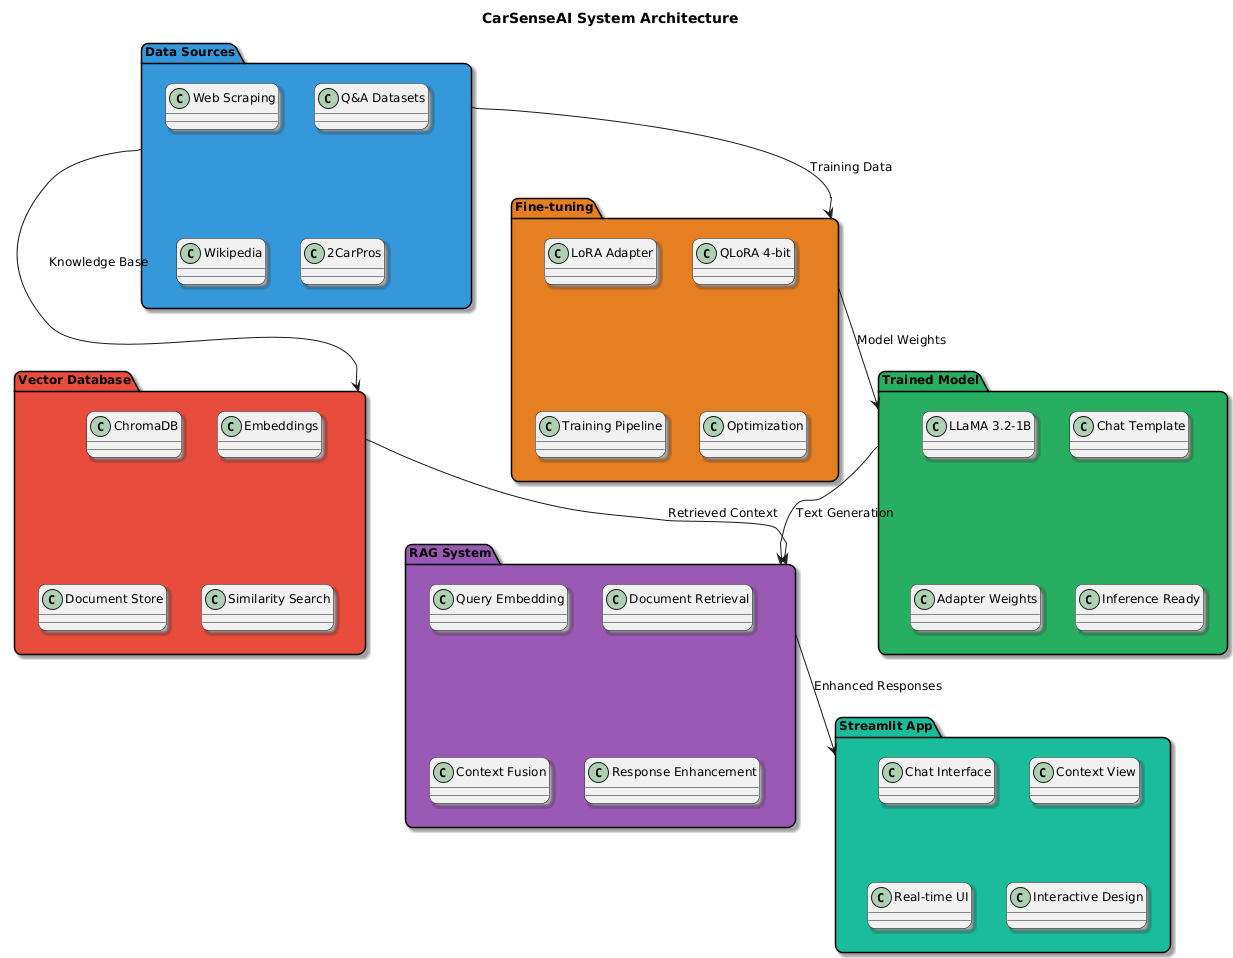 CarSenseAI System Architecture
Data Sources
C Web Scraping
C Q&A Datasets
C Wikipedia
C 2CarPros
Training Data
Knowledge Base
Fine-tuning
C LoRA Adapter
C QLoRA 4-bit
C Training Pipeline
C Optimization
Model Weights
Vector Database
C ChromaDB
C Embeddings
C Document Store
C Similarity Search
Trained Model
C LLaMA 3.2-1B
C Chat Template
C Adapter Weights
C Inference Ready
Retrieved Context
Text Generation
RAG System
C Query Embedding
C Document Retrieval
C Context Fusion
C Response Enhancement
Enhanced Responses
Streamlit App
C Chat Interface
C Context View
C Real-time UI
C Interactive Design